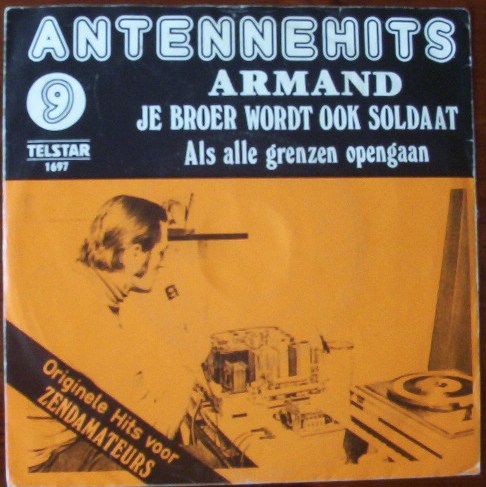 ANTENNEHITS
9
ARMAND
JE BROER WORDT OOK SOLDAAT
Als alle grenzen opengaan
TELSTAR
1697
Originele Hits voor
ZENDAMATEURS